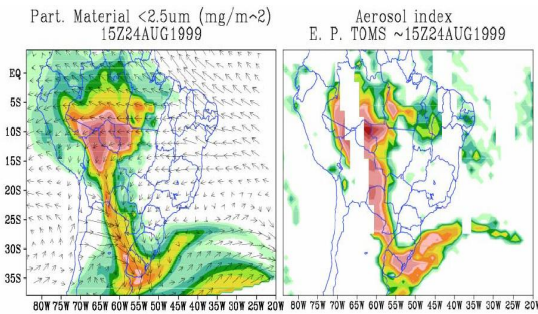 Part. Material <2.5um (mg/m~2)
15Z24AUG1999
EQ
5S
10S
15S
20S
25S
30S
35S
80W 75W 70W 65W 60W 55W 50W 45W 40W 35W 30W 25W 20W
Aerosol index
E. P. TOMS ~15Z24AUG1999
80W 75W 70W 65W 60W 55W 50W 45W 40W 35W 30W 25W 20W